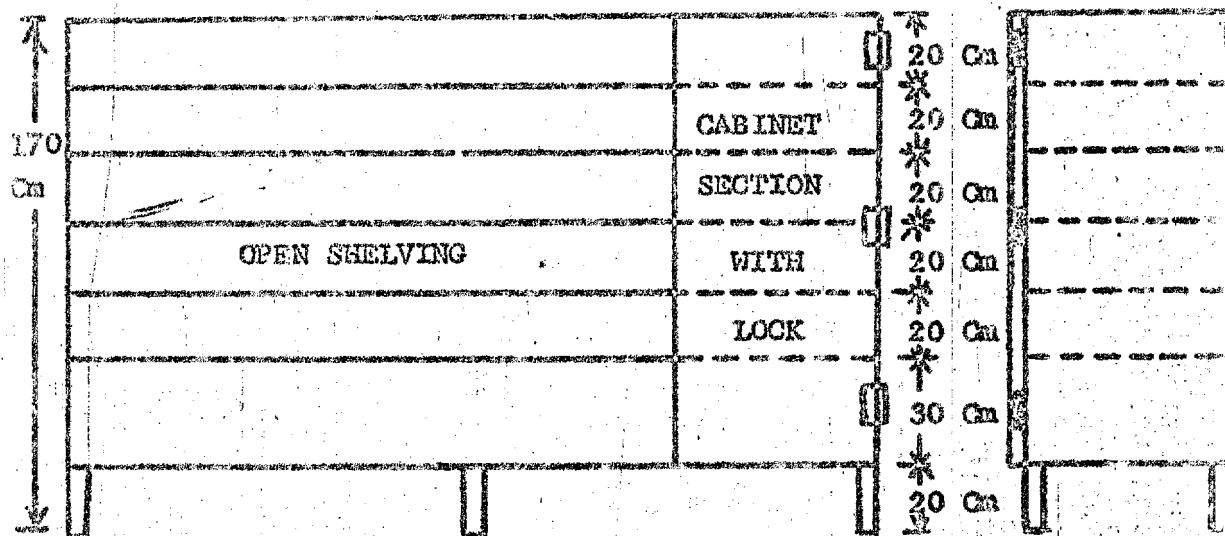 20 Cm
CABINET 20 Cm
170
Cm SECTION 20 Cm
OPEN SHELVING WITH 20 Cm
LOCK 20 Cm
30 Cm
20 Cm